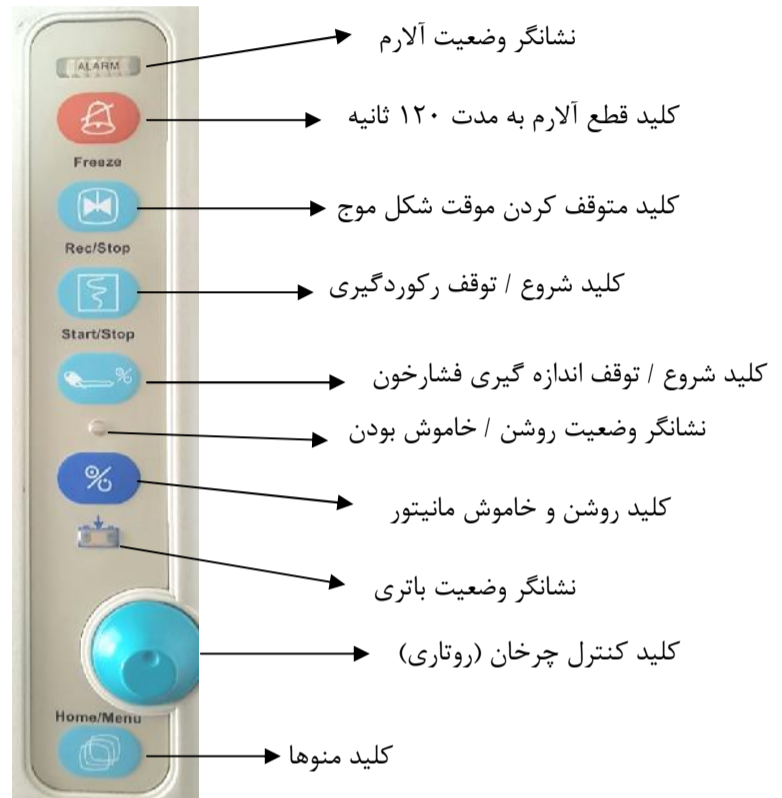 نشانگر وضعیت آلارم
ALARM
کلید قطع آلارم به مدت ۱۲۰ ثانیه
Freeze
کلید متوقف کردن موقت شکل موج
Rec/Stop
کلید شروع / توقف رکوردگیری
Start/Stop
کلید شروع / توقف اندازه گیری فشارخون
نشانگر وضعیت روشن / خاموش بودن
کلید روشن و خاموش مانیتور
نشانگر وضعیت باتری
کلید کنترل چرخان (روتاری)
Home/Menu
کلید منوها